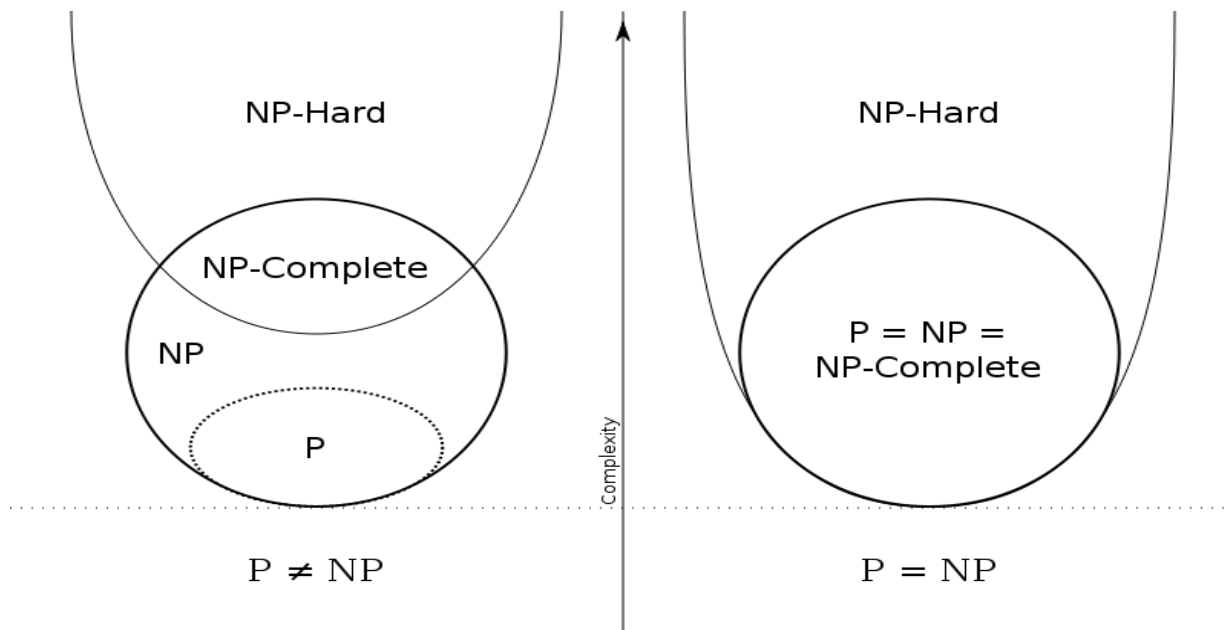 NP-Hard
NP-Complete
NP
P
P ≠ NP
Complexity
NP-Hard
P = NP =
NP-Complete
P = NP